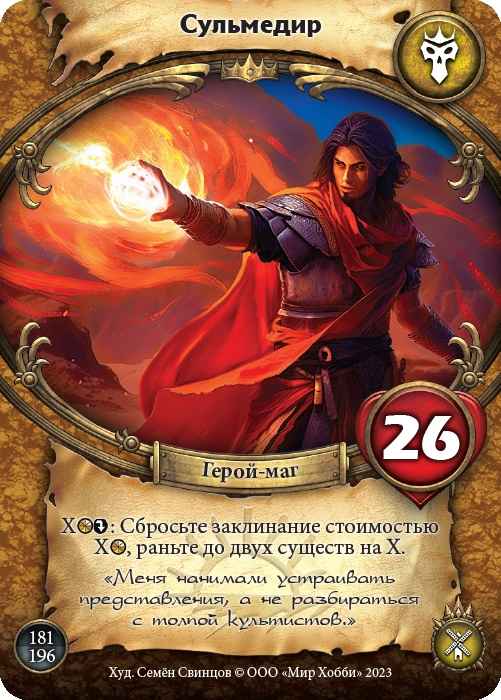 Сульмедир
26
Герой-маг
X: Сбросьте заклинание стоимостью
X, раньте до двух существ на X.
«Меня нанимали устраивать
представления, а не разбираться
с толпой культистов.»
181
196
Худ. Семён Свинцов © ООО «Мир Хобби» 2023